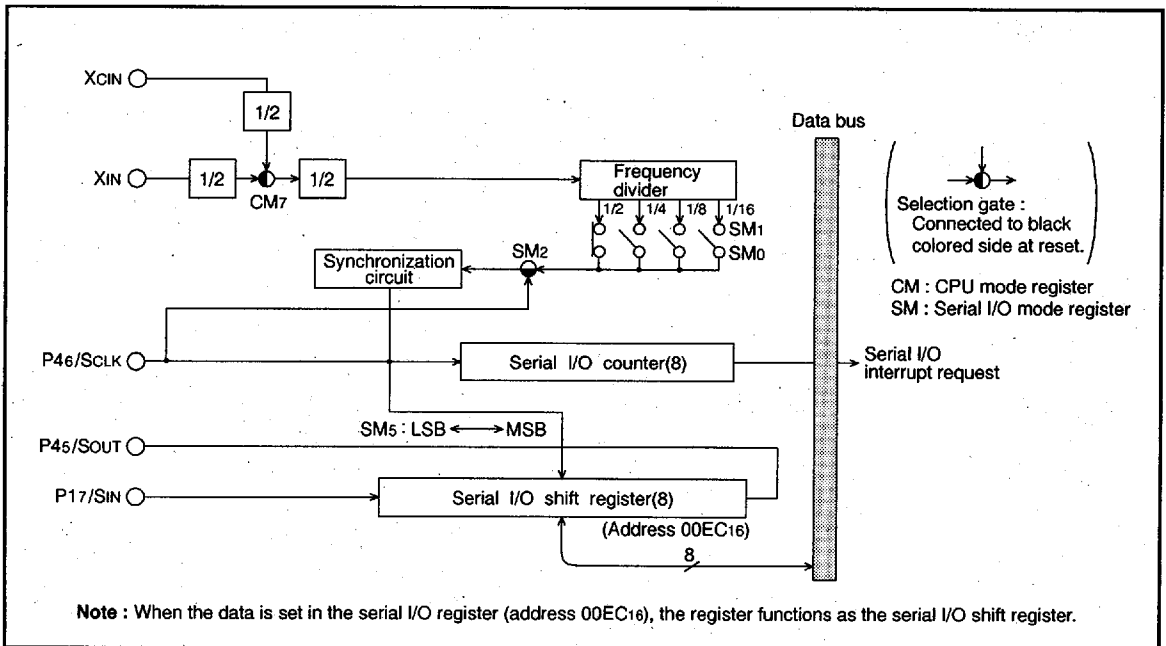 XCIN
1/2
Data bus
XIN
1/2
CM7
1/2
Frequency
divider
1/2 1/4 1/8 1/16
SM1
SM0
Selection gate :
Connected to black
colored side at reset.
SM2
Synchronization
circuit
CM : CPU mode register
SM : Serial I/O mode register
P46/SCLK
Serial I/O counter(8)
Serial I/O
interrupt request
SM5 : LSB ⟷ MSB
P45/SOUT
P17/SIN
Serial I/O shift register(8)
(Address 00EC16)
8
Note : When the data is set in the serial I/O register (address 00EC16), the register functions as the serial I/O shift register.